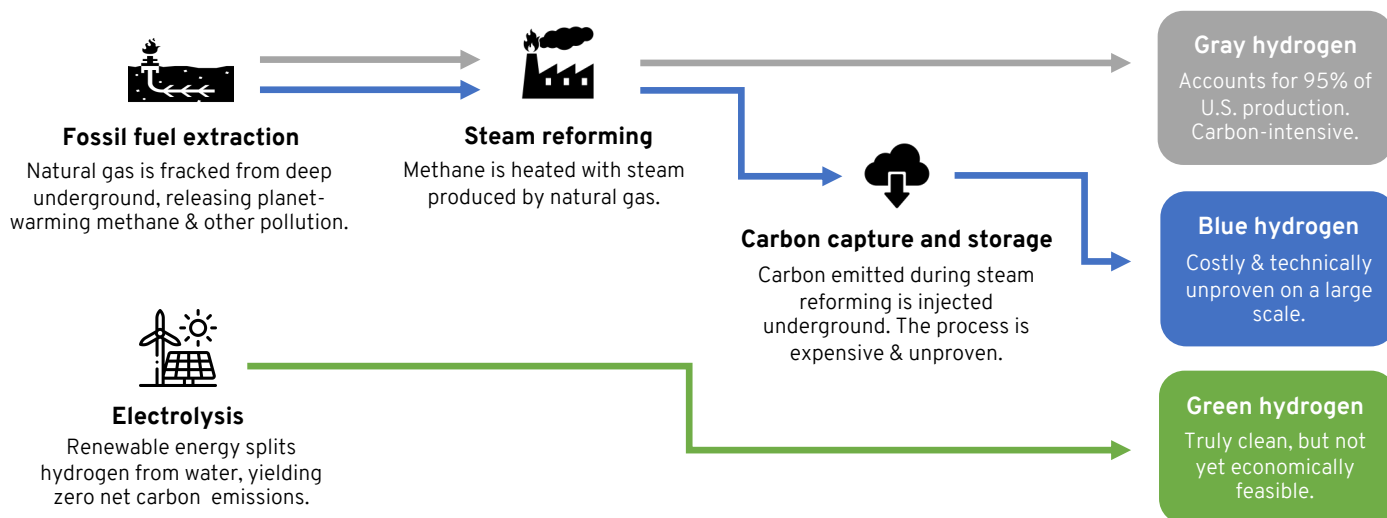 Fossil fuel extraction
Natural gas is fracked from deep
underground, releasing planet-
warming methane & other pollution.
Steam reforming
Methane is heated with steam
produced by natural gas.
Carbon capture and storage
Carbon emitted during steam
reforming is injected
underground. The process is
expensive & unproven.
Gray hydrogen
Accounts for 95% of
U.S. production.
Carbon-intensive.
Blue hydrogen
Costly & technically
unproven on a large
scale.
Electrolysis
Renewable energy splits
hydrogen from water, yielding
zero net carbon emissions.
Green hydrogen
Truly clean, but not
yet economically
feasible.